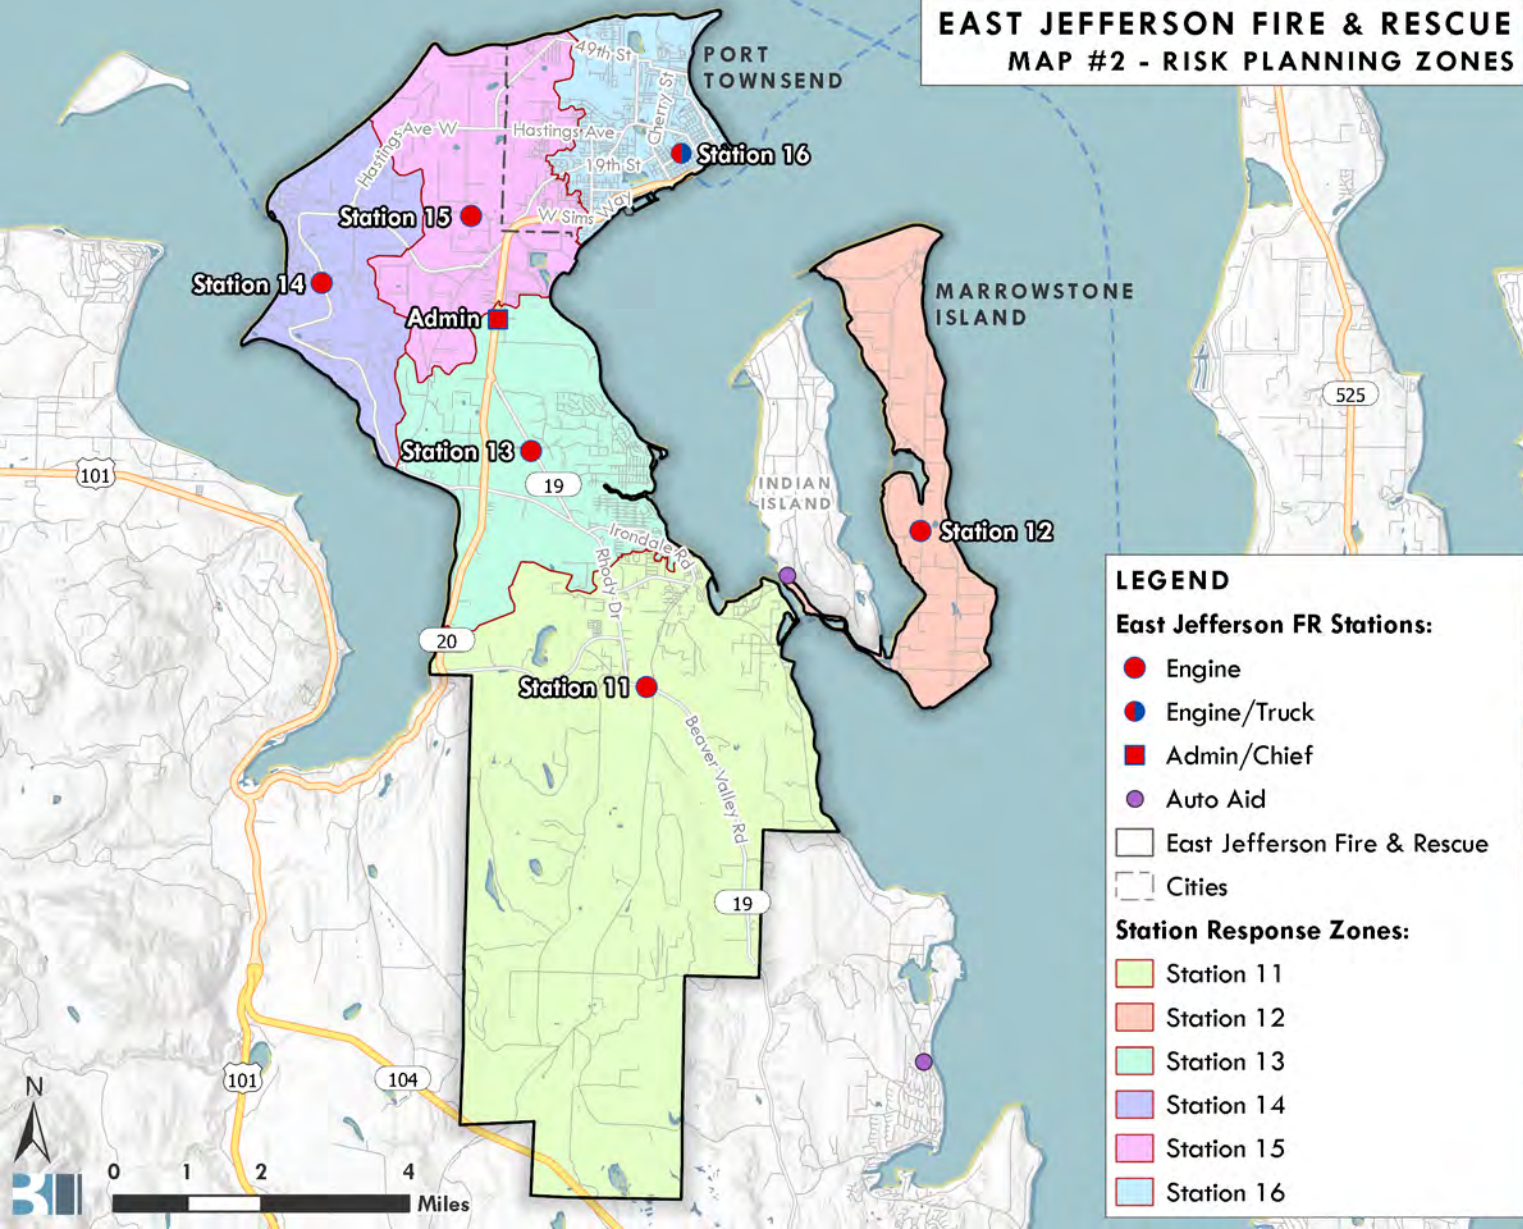 EAST JEFFERSON FIRE & RESCUE
MAP #2 - RISK PLANNING ZONES
PORT
TOWNSEND
49th St
Cherry St
Hastings Ave W
Hastings Ave
19th St
Station 16
W Sims Way
Station 15
Station 14
Admin
MARROWSTONE
ISLAND
525
Station 13
101
19
INDIAN
ISLAND
Station 12
Irondale Rd
Rhody Dr
20
Station 11
Beaver Valley Rd
19
101
104
N
0 1 2 4
Miles
LEGEND
East Jefferson FR Stations:
Engine
Engine/Truck
Admin/Chief
Auto Aid
East Jefferson Fire & Rescue
Cities
Station Response Zones:
Station 11
Station 12
Station 13
Station 14
Station 15
Station 16